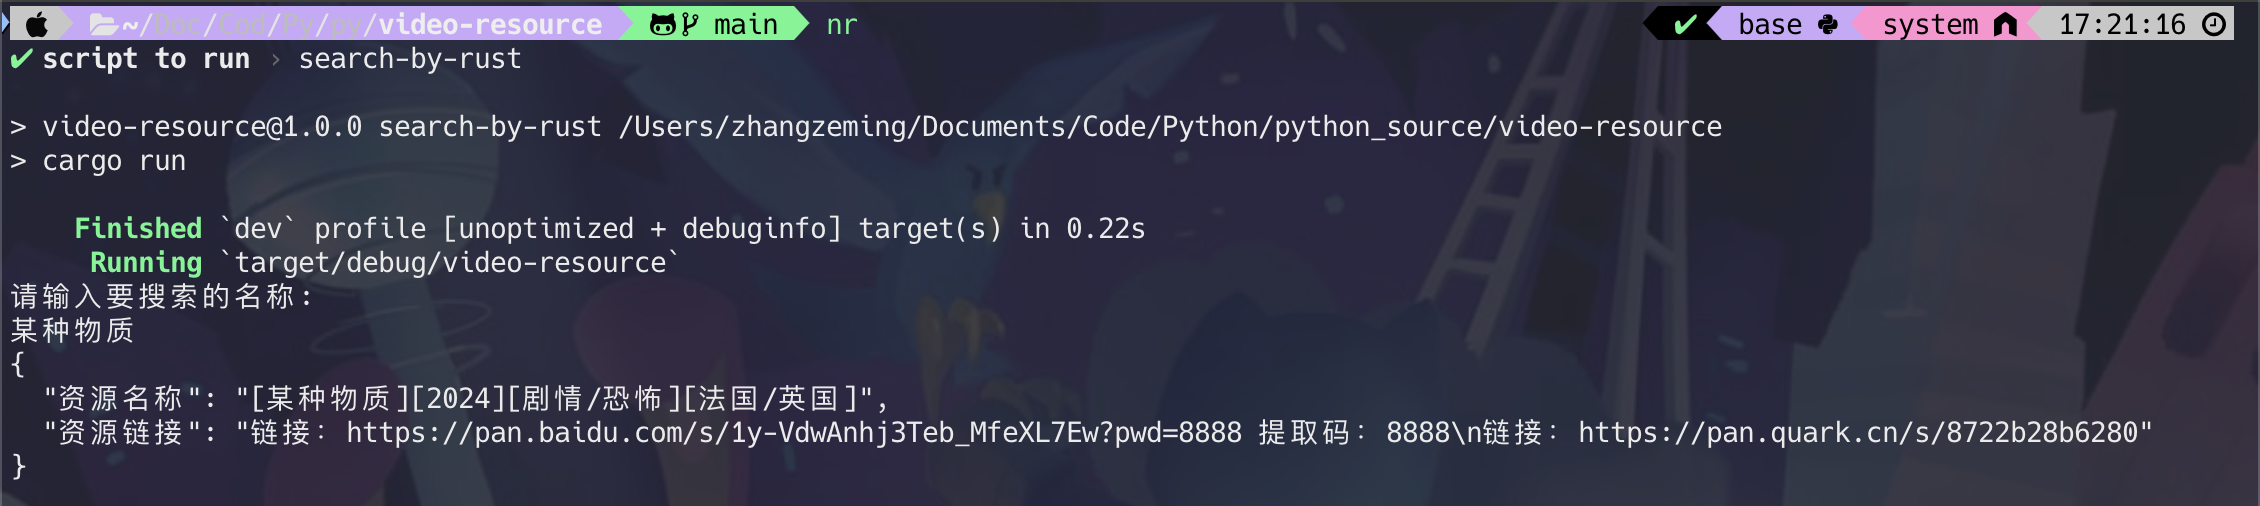 ~/Doc/Cod/Py/py/video-resource main nr base system 17:21:16
✔ script to run › search-by-rust
> video-resource@1.0.0 search-by-rust /Users/zhangzeming/Documents/Code/Python/python_source/video-resource
> cargo run
Finished `dev` profile [unoptimized + debuginfo] target(s) in 0.22s
Running `target/debug/video-resource`
请输入要搜索的名称:
某种物质
{
"资源名称": "[某种物质][2024][剧情/恐怖][法国/英国]",
"资源链接": "链接: https://pan.baidu.com/s/1y-VdwAnhj3Teb_MfeXL7Ew?pwd=8888 提取码: 8888\n链接: https://pan.quark.cn/s/8722b28b6280"
}